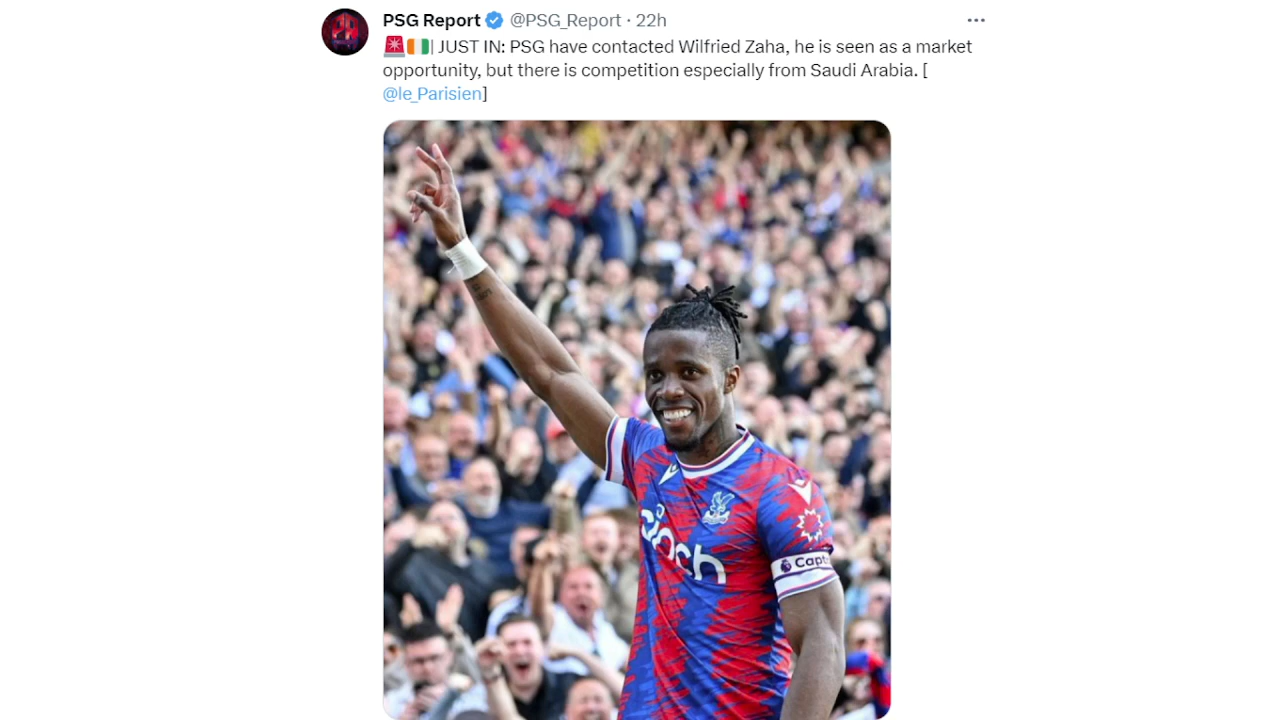 PSG Report @PSG_Report · 22h
🚨🇨🇮| JUST IN: PSG have contacted Wilfried Zaha, he is seen as a market
opportunity, but there is competition especially from Saudi Arabia. [
@le_Parisien]
cinch
Capt